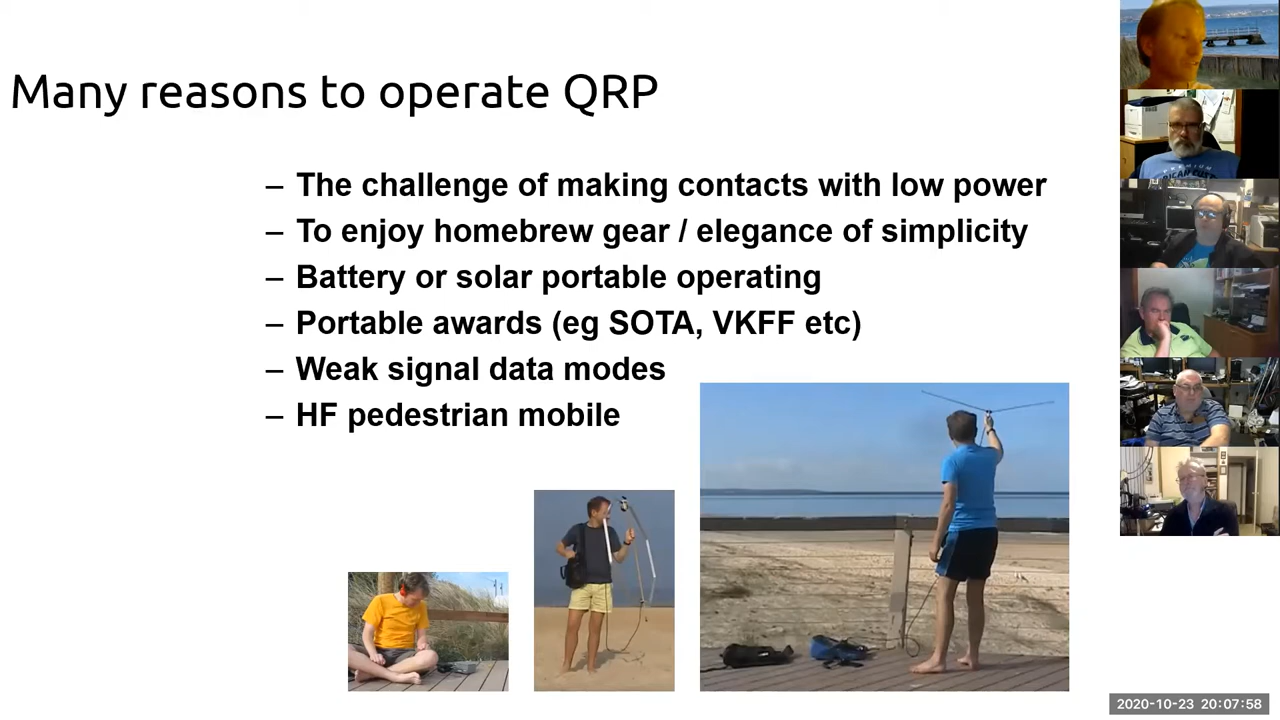 Many reasons to operate QRP
– The challenge of making contacts with low power
– To enjoy homebrew gear / elegance of simplicity
– Battery or solar portable operating
– Portable awards (eg SOTA, VKFF etc)
– Weak signal data modes
– HF pedestrian mobile
PREMIUM
2020-10-23 20:07:58